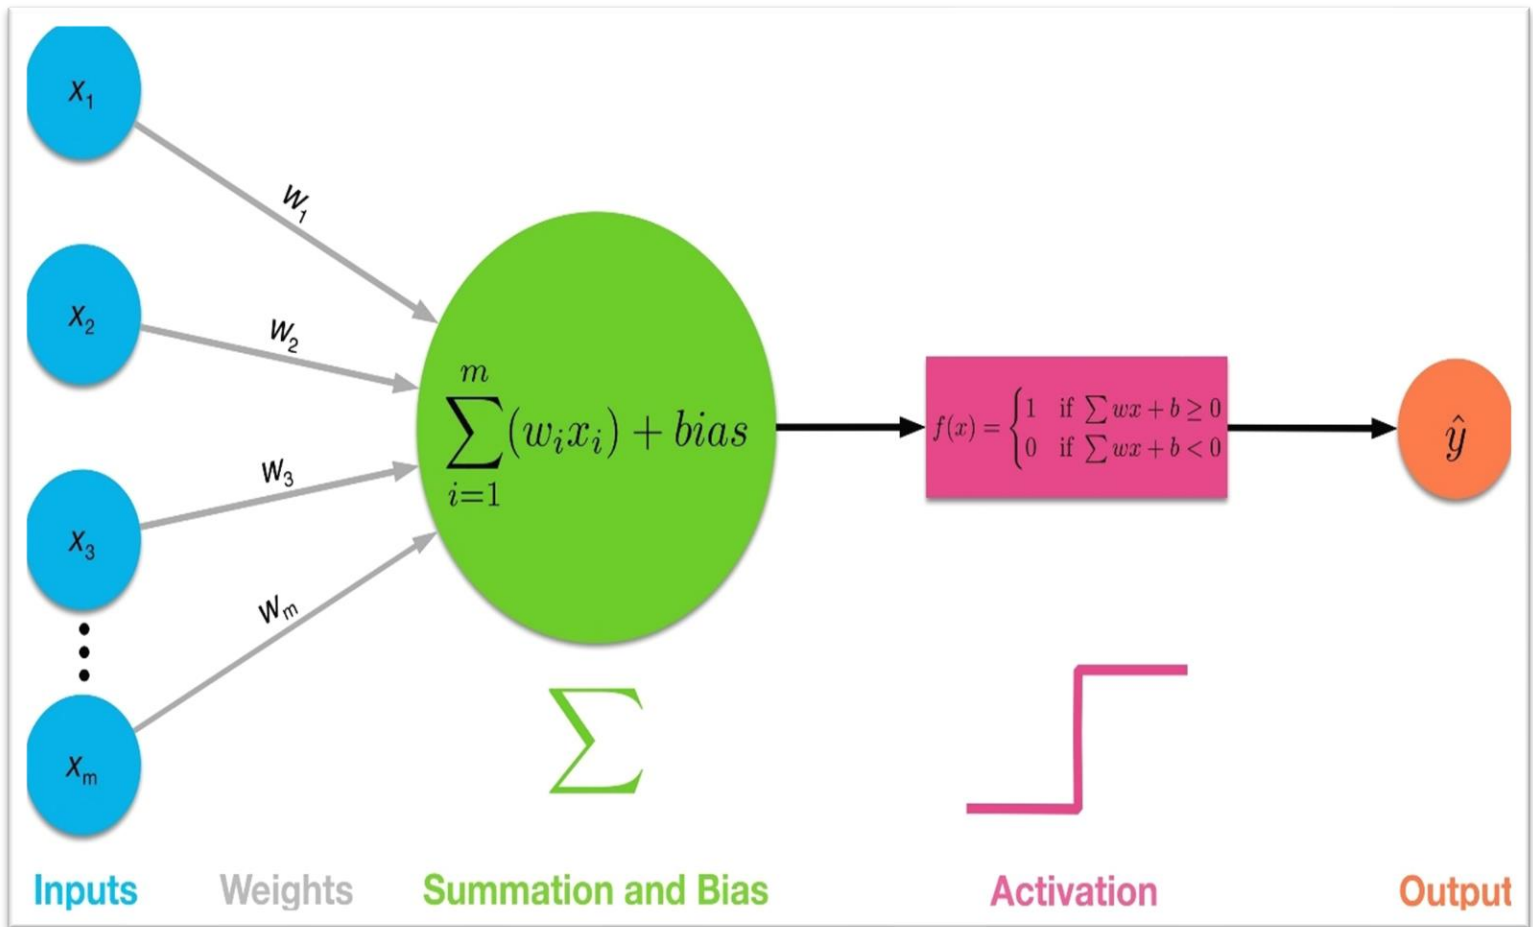 x₁
w₁
x₂
w₂
x₃
w₃
xₘ
wₘ
m
∑(wᵢxᵢ) + bias
i=1
f(x) = {1 if ∑ wx + b ≥ 0
0 if ∑ wx + b < 0
ŷ
∑
Inputs Weights Summation and Bias Activation Output